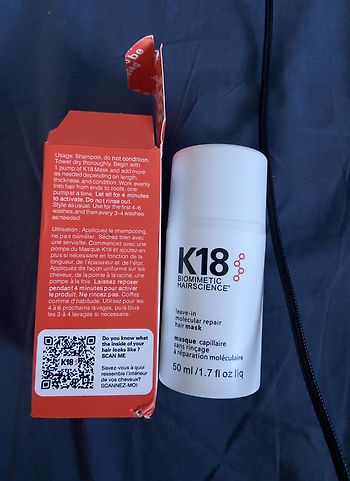 be
Usage: Shampoo, do not condition.
Towel dry thoroughly. Begin with
1 pump of K18 Mask and add more
as needed depending on length,
thickness, and condition. Work evenly
into hair from ends to roots, one
pump at a time. Let sit for 4 minutes
to activate. Do not rinse out.
Style as usual. Use for the first 4-6
washes, and then every 3-4 washes
as needed.
Utilisation : Appliquez le shampooing,
ne pas démêler. Séchez bien avec
une serviette. Commencez avec une
pompe du Masque K18 et ajoutez-en
plus si nécessaire en fonction de la
longueur, de l'épaisseur et de l'état.
Appliquez de façon uniforme sur les
cheveux, de la pointe à la racine, une
pompe à la fois. Laissez reposer
pendant 4 minutes pour activer
le produit. Ne rincez pas. Coiffez
comme d'habitude. Utilisez pour les
4 à 6 prochains lavages, puis tous
les 3 à 4 lavages si nécessaire.
K18
Do you know what
the inside of your
hair looks like?
SCAN ME
Savez-vous à quoi
ressemble l'intérieur
de vos cheveux?
SCANNEZ-MOI
K18
BIOMIMETIC
HAIRSCIENCE
leave-in
molecular repair
hair mask
masque capillaire
sans rinçage
à réparation moléculaire
50 ml / 1.7 fl oz liq